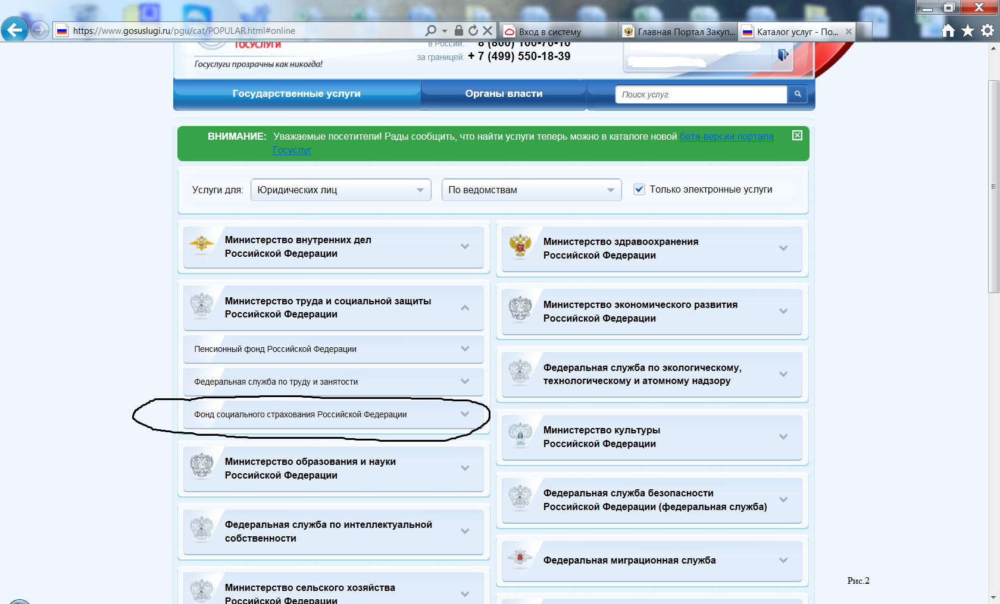 https://www.gosuslugi.ru/pgu/cat/POPULAR.html#online
Вход в систему
Главная Портал Закуп...
Каталог услуг - По...
ГОСУСЛУГИ
Госуслуги прозрачны как никогда!
в России: 8 (800) 100-70-10
за границей: + 7 (499) 550-18-39
Государственные услуги
Органы власти
Поиск услуг
ВНИМАНИЕ: Уважаемые посетители! Рады сообщить, что найти услуги теперь можно в каталоге новой бета-версии портала
Госуслуг
Услуги для:
Юридических лиц
По ведомствам
Только электронные услуги
Министерство внутренних дел
Российской Федерации
Министерство труда и социальной защиты
Российской Федерации
Пенсионный фонд Российской Федерации
Федеральная служба по труду и занятости
Фонд социального страхования Российской Федерации
Министерство образования и науки
Российской Федерации
Федеральная служба по интеллектуальной
собственности
Министерство сельского хозяйства
Российской Федерации
Министерство здравоохранения
Российской Федерации
Министерство экономического развития
Российской Федерации
Федеральная служба по экологическому,
технологическому и атомному надзору
Министерство культуры
Российской Федерации
Федеральная служба безопасности
Российской Федерации (федеральная служба)
Федеральная миграционная служба
Рис.2